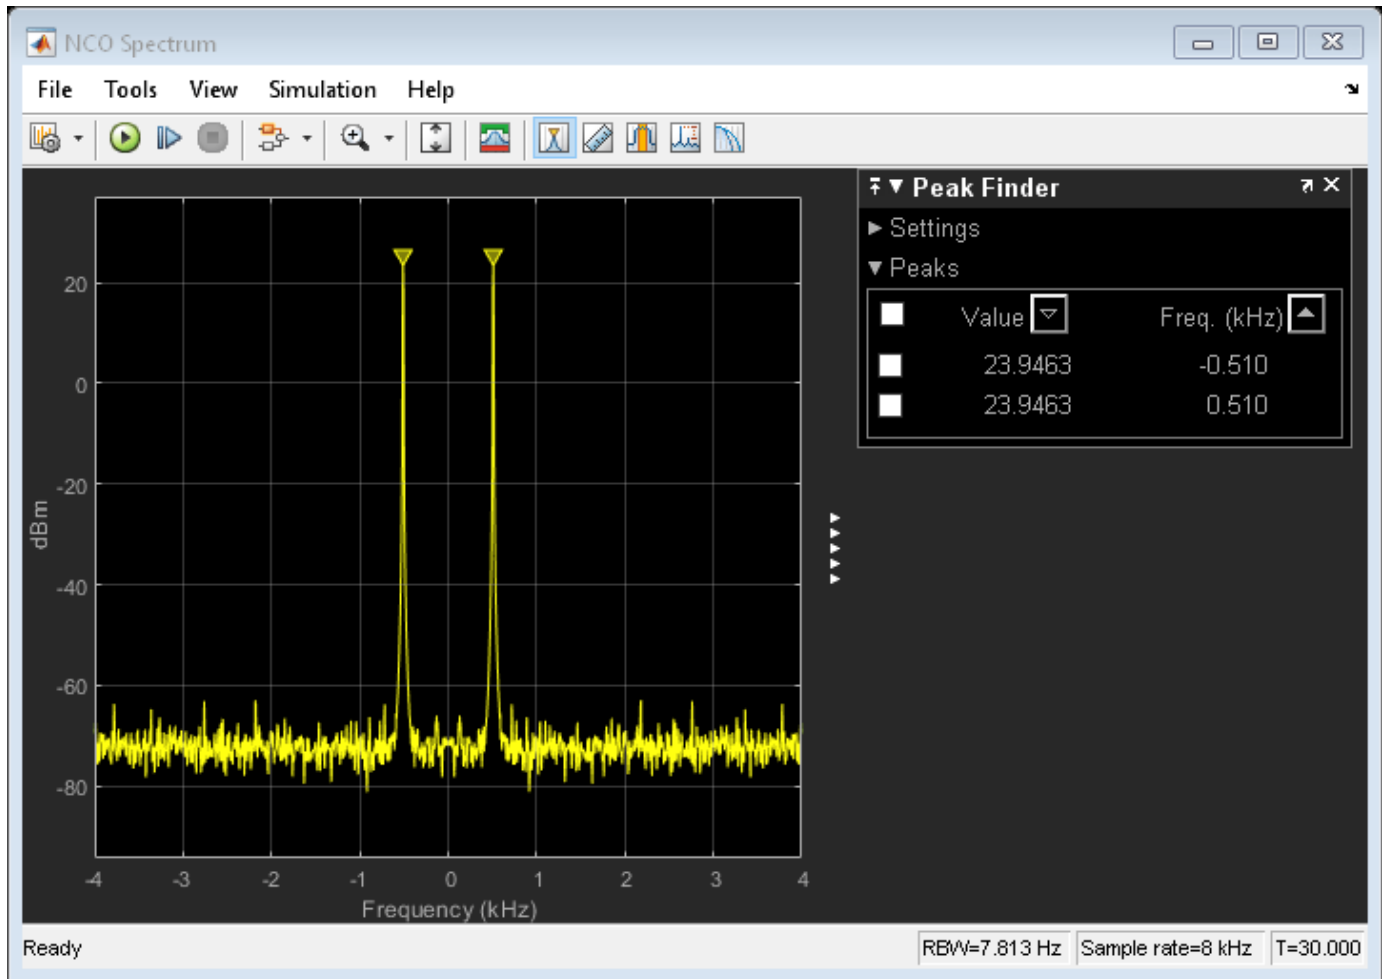 NCO Spectrum
File Tools View Simulation Help
Peak Finder
Settings
Peaks
Value Freq. (kHz)
23.9463 -0.510
23.9463 0.510
20
0
-20
-40
-60
-80
dBm
-4 -3 -2 -1 0 1 2 3 4
Frequency (kHz)
Ready RBW=7.813 Hz Sample rate=8 kHz T=30.000